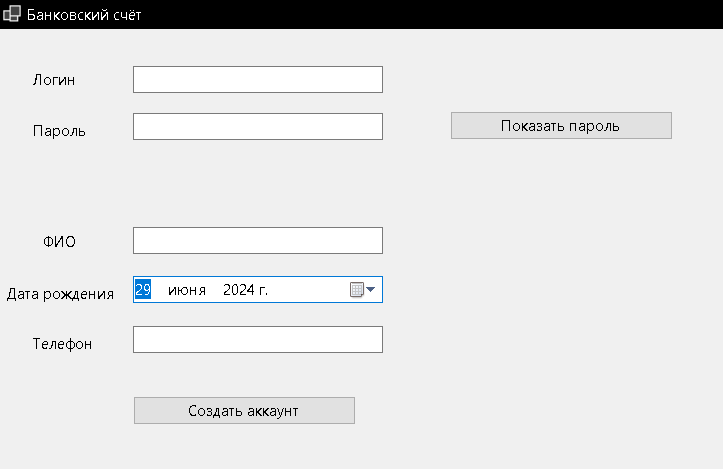 Банковский счёт
Логин
Пароль
Показать пароль
ФИО
Дата рождения
29 июня 2024 г.
Телефон
Создать аккаунт